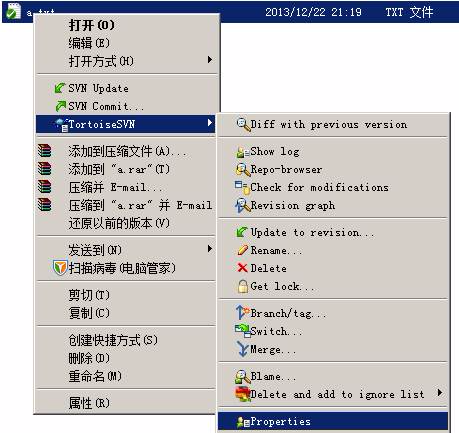 a.txt 2013/12/22 21:19 TXT 文件
打开(O)
编辑(E)
打开方式(H)
SVN Update
SVN Commit...
TortoiseSVN
添加到压缩文件(A)...
添加到 "a.rar"(T)
压缩并 E-mail...
压缩到 "a.rar" 并 E-mail
还原以前的版本(V)
发送到(N)
扫描病毒(电脑管家)
剪切(T)
复制(C)
创建快捷方式(S)
删除(D)
重命名(M)
属性(R)
Diff with previous version
Show log
Repo-browser
Check for modifications
Revision graph
Update to revision...
Rename...
Delete
Get lock...
Branch/tag...
Switch...
Merge...
Blame...
Delete and add to ignore list
Properties